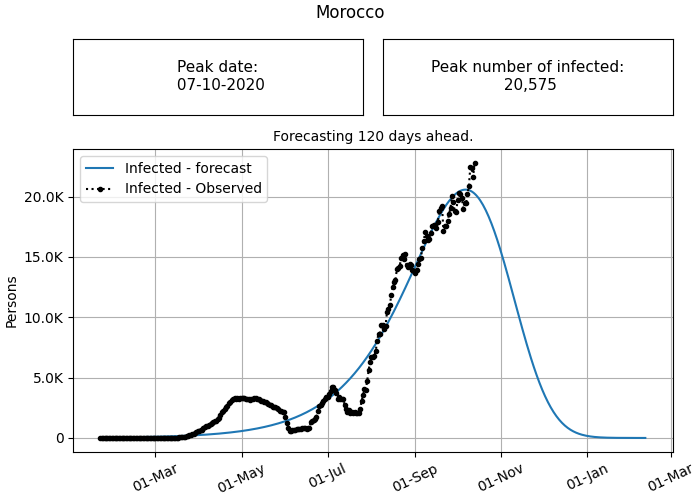 Morocco
Peak date:
07-10-2020
Peak number of infected:
20,575
Forecasting 120 days ahead.
Infected - forecast
Infected - Observed
20.0K
15.0K
10.0K
5.0K
0
Persons
01-Mar
01-May
01-Jul
01-Sep
01-Nov
01-Jan
01-Mar